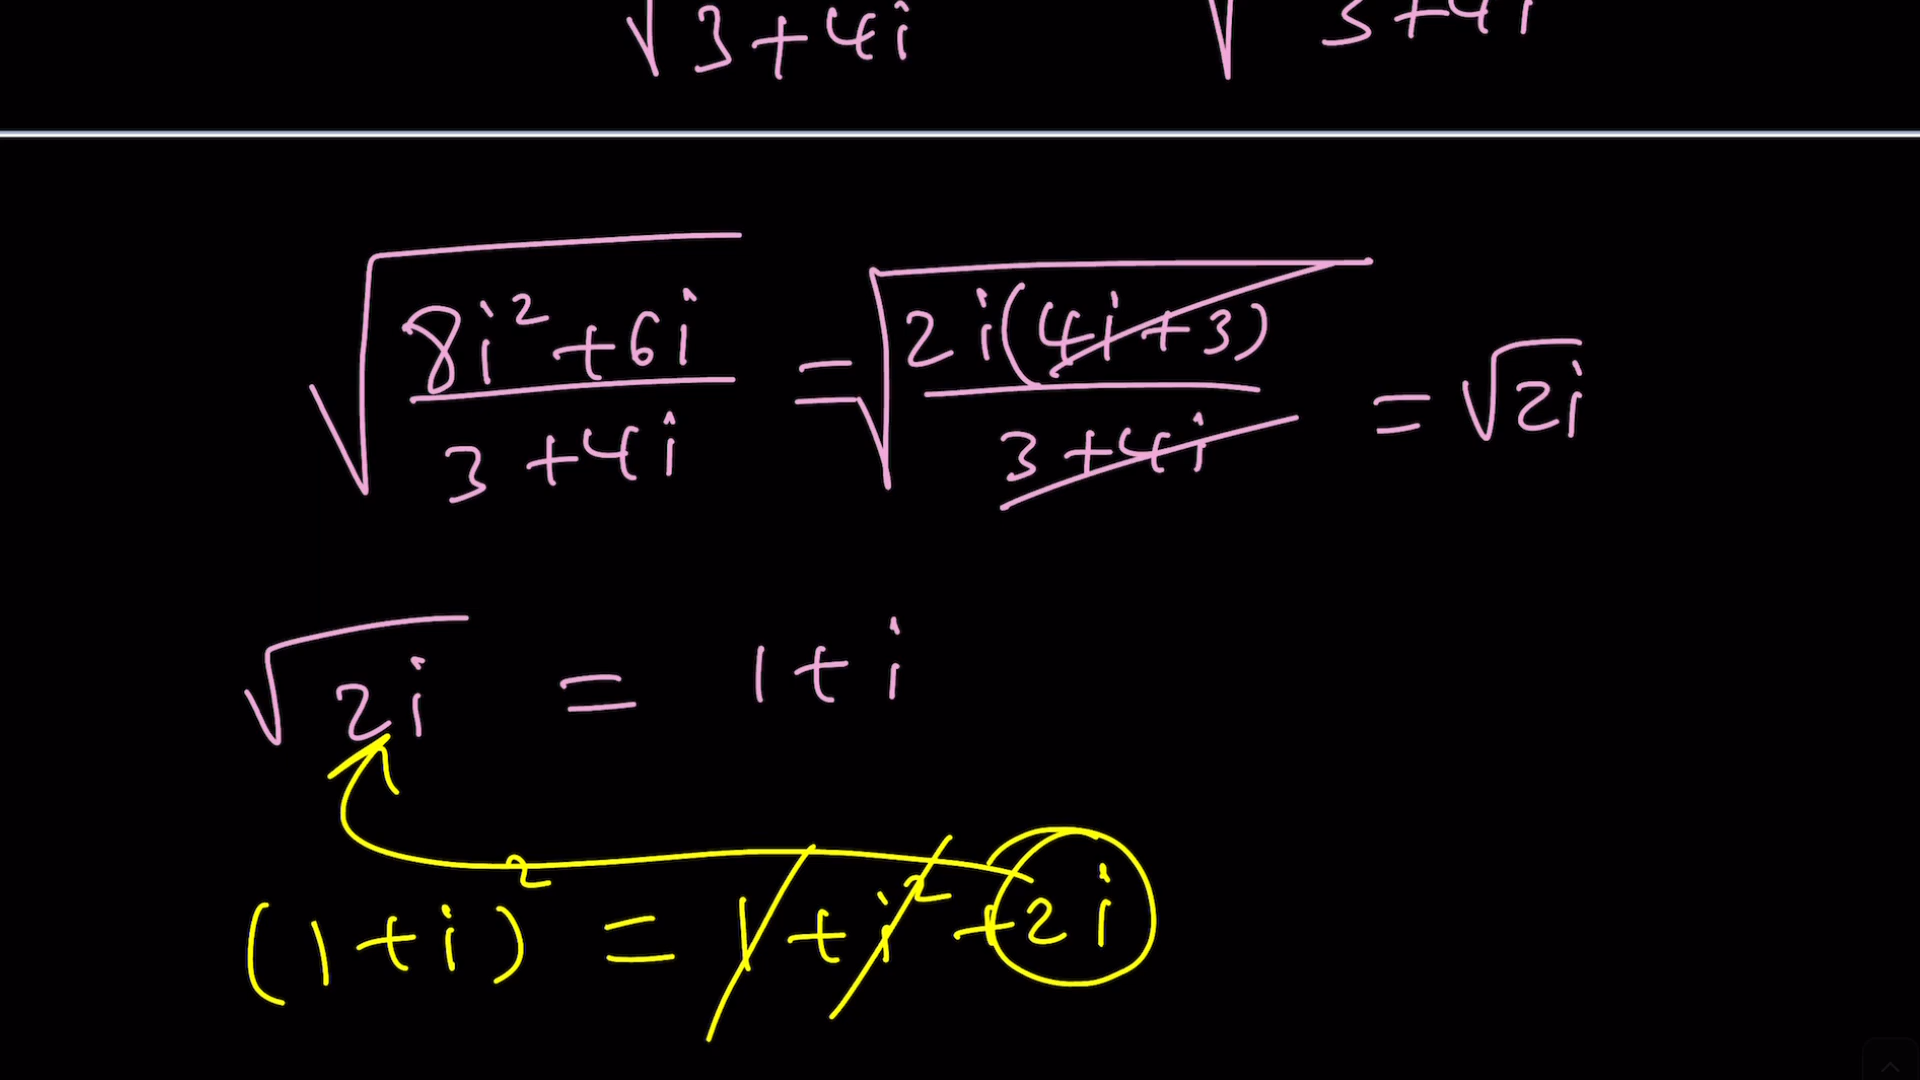 √3+4i √3+4i
√((8i²+6i)/(3+4i)) = √((2i(4i+3))/(3+4i)) = √2i
√2i = 1+i
(1+i)² = 1+i²+2i